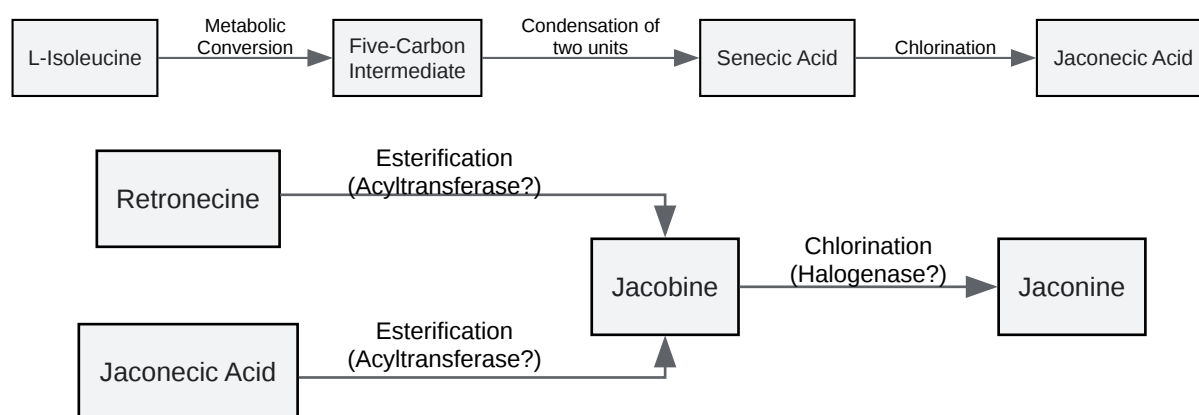 L-Isoleucine
Metabolic
Conversion
Five-Carbon
Intermediate
Condensation of
two units
Senecic Acid
Chlorination
Jaconecic Acid
Retronecine
Esterification
(Acyltransferase?)
Jacobine
Chlorination
(Halogenase?)
Jaconine
Jaconecic Acid
Esterification
(Acyltransferase?)